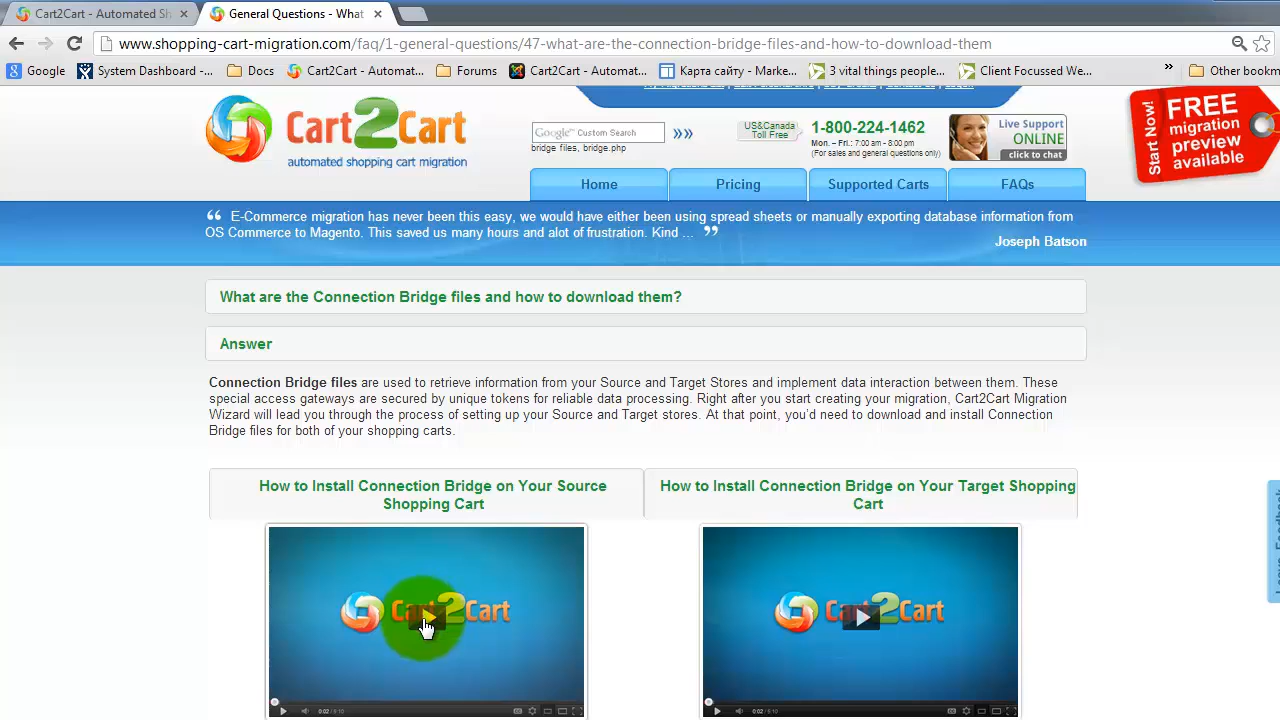 Cart2Cart - Automated Sh
General Questions - What
www.shopping-cart-migration.com/faq/1-general-questions/47-what-are-the-connection-bridge-files-and-how-to-download-them
Google
System Dashboard -...
Docs
Cart2Cart - Automat...
Forums
Cart2Cart - Automat...
Карта сайту - Marke...
3 vital things people...
Client Focussed We...
»
Other bookm
Cart2Cart
automated shopping cart migration
Google™ Custom Search
bridge files, bridge.php
US&Canada
Toll Free
1-800-224-1462
Mon. – Fri.: 7:00 am - 8:00 pm
(For sales and general questions only)
Live Support
ONLINE
click to chat
Start Now!
FREE
migration
preview
available
Home
Pricing
Supported Carts
FAQs
“ E-Commerce migration has never been this easy, we would have either been using spread sheets or manually exporting database information from
OS Commerce to Magento. This saved us many hours and alot of frustration. Kind ... ”
Joseph Batson
What are the Connection Bridge files and how to download them?
Answer
Connection Bridge files are used to retrieve information from your Source and Target Stores and implement data interaction between them. These
special access gateways are secured by unique tokens for reliable data processing. Right after you start creating your migration, Cart2Cart Migration
Wizard will lead you through the process of setting up your Source and Target stores. At that point, you'd need to download and install Connection
Bridge files for both of your shopping carts.
How to Install Connection Bridge on Your Source
Shopping Cart
How to Install Connection Bridge on Your Target Shopping
Cart
Cart2Cart
Cart2Cart